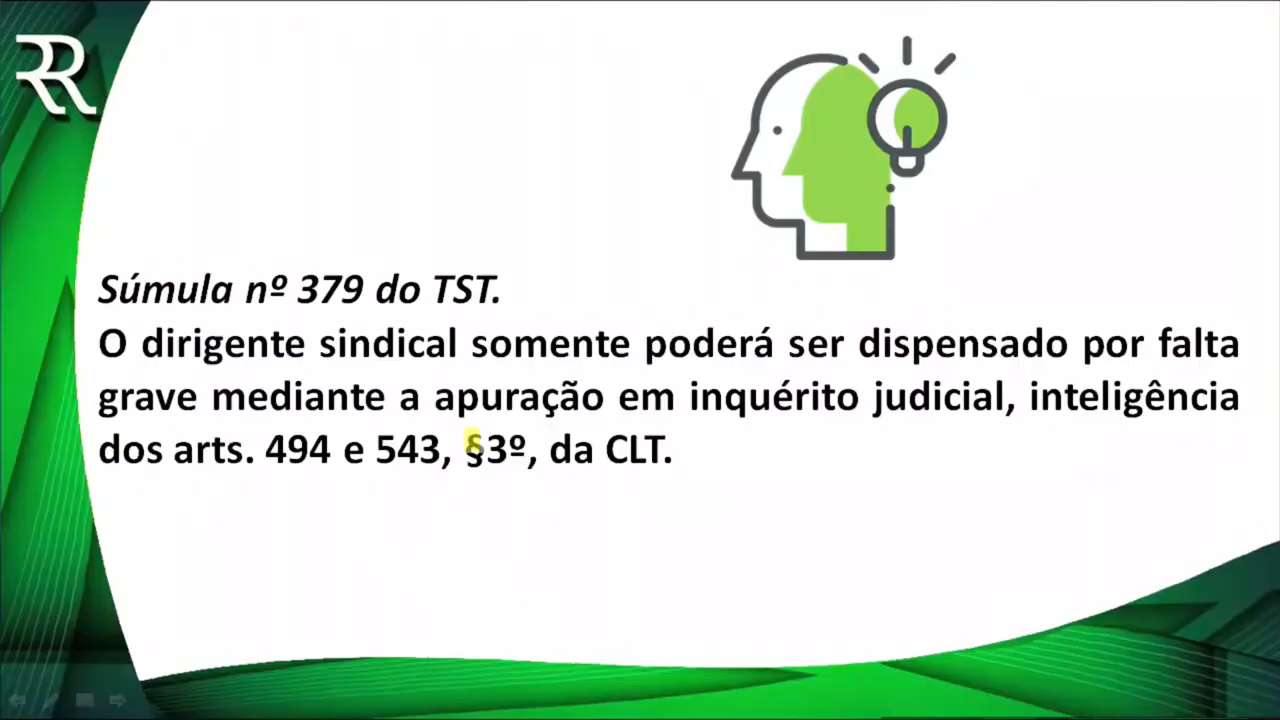 RR
Súmula nº 379 do TST.
O dirigente sindical somente poderá ser dispensado por falta
grave mediante a apuração em inquérito judicial, inteligência
dos arts. 494 e 543, §3º, da CLT.